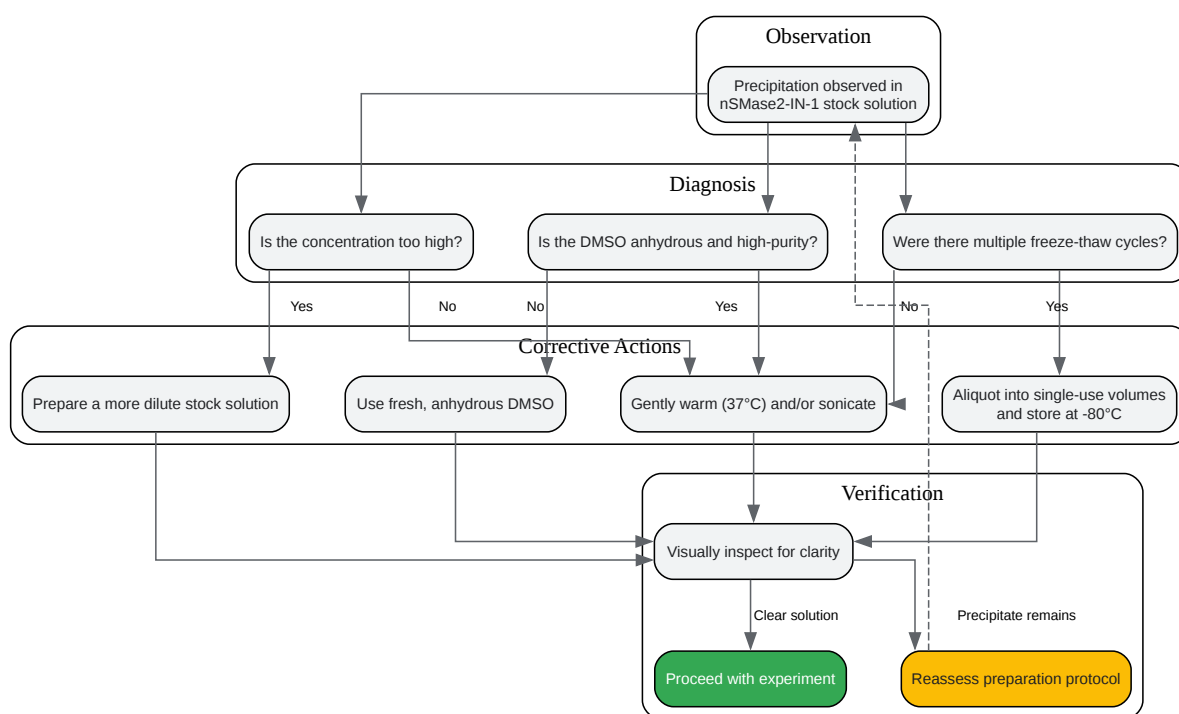 Observation
Precipitation observed in
nSMase2-IN-1 stock solution
Diagnosis
Is the concentration too high?
Is the DMSO anhydrous and high-purity?
Were there multiple freeze-thaw cycles?
Yes
No
No
Yes
No
Yes
Corrective Actions
Prepare a more dilute stock solution
Use fresh, anhydrous DMSO
Gently warm (37°C) and/or sonicate
Aliquot into single-use volumes
and store at -80°C
Verification
Visually inspect for clarity
Clear solution
Precipitate remains
Proceed with experiment
Reassess preparation protocol